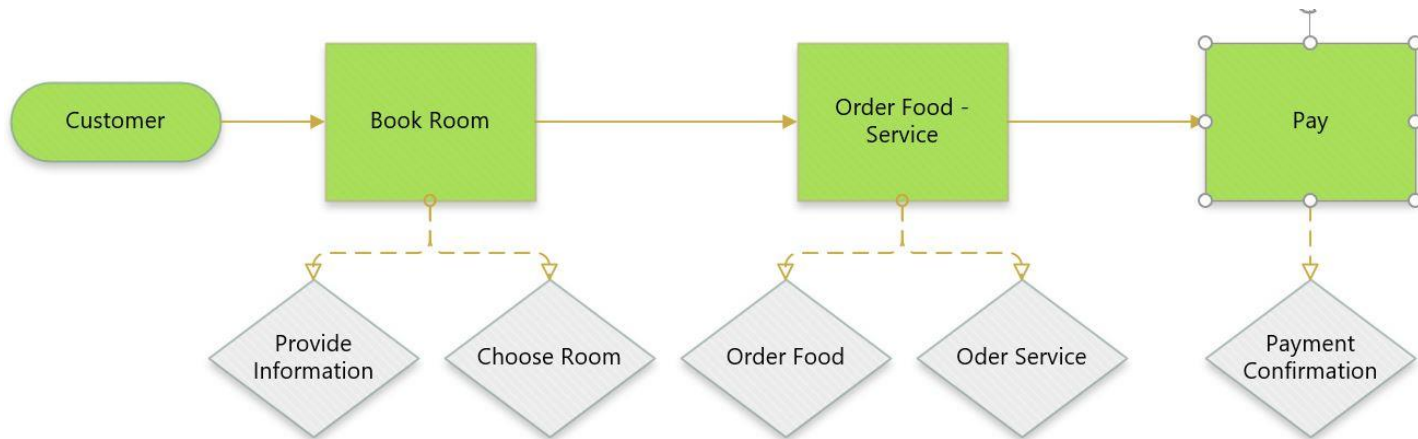 Customer
Book Room
Order Food -
Service
Pay
Provide
Information
Choose Room
Order Food
Oder Service
Payment
Confirmation